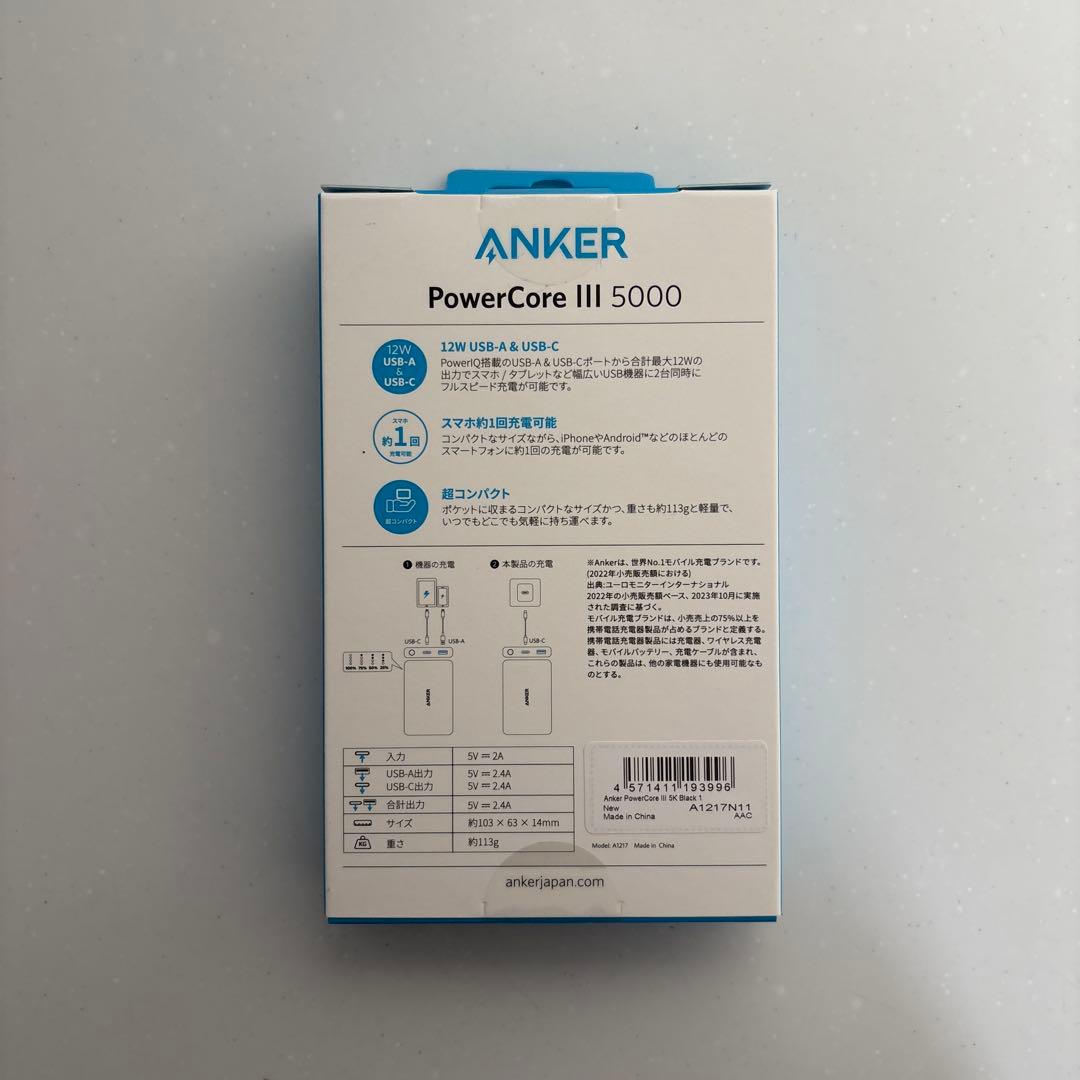 ANKER
PowerCore III 5000
12W
USB-A
&
USB-C
12W USB-A & USB-C
PowerIQ搭載のUSB-A & USB-Cポートから合計最大12Wの
出力でスマホ / タブレットなど幅広いUSB機器に2台同時に
フルスピード充電が可能です。
スマホ
約1回
充電可能
スマホ約1回充電可能
コンパクトなサイズながら、iPhoneやAndroid™などのほとんどの
スマートフォンに約1回の充電が可能です。
超コンパクト
超コンパクト
ポケットに収まるコンパクトなサイズかつ、重さも約113gと軽量で、
いつでもどこでも気軽に持ち運べます。
❶ 機器の充電
❷ 本製品の充電
USB-C
USB-A
USB-C
100% 75% 50% 25%
ANKER
ANKER
※Ankerは、世界No.1モバイル充電ブランドです。
(2022年小売販売額における)
出典:ユーロモニターインターナショナル
2022年の小売販売額ベース、2023年10月に実施
された調査に基づく。
モバイル充電ブランドは、小売売上の75%以上を
携帯電話充電器製品が占めるブランドと定義する。
携帯電話充電器製品には充電器、ワイヤレス充電
器、モバイルバッテリー、充電ケーブルが含まれ、
これらの製品は、他の家電機器にも使用可能なも
のとする。
入力 5V ⎓ 2A
USB-A出力 5V ⎓ 2.4A
USB-C出力 5V ⎓ 2.4A
合計出力 5V ⎓ 2.4A
サイズ 約103 × 63 × 14mm
KG 重さ 約113g
4 571411 193996
Anker PowerCore III 5K Black 1
New A1217N11
Made in China AAC
Model: A1217 Made in China
ankerjapan.com